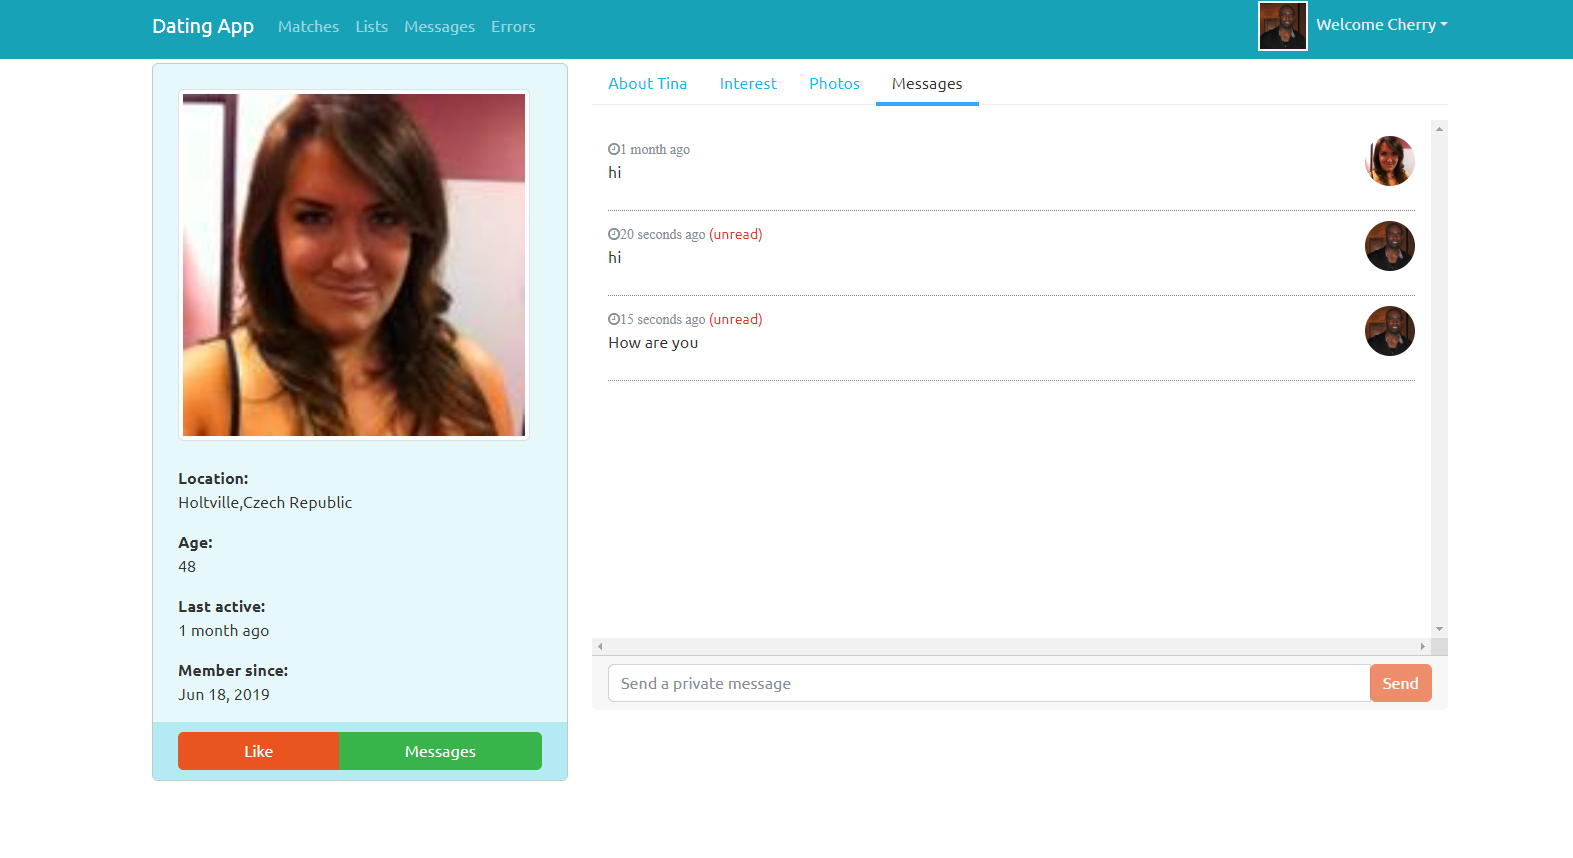 Dating App Matches Lists Messages Errors Welcome Cherry
About Tina Interest Photos Messages
1 month ago
hi
20 seconds ago (unread)
hi
15 seconds ago (unread)
How are you
Send a private message Send
Location:
Holtville,Czech Republic
Age:
48
Last active:
1 month ago
Member since:
Jun 18, 2019
Like Messages